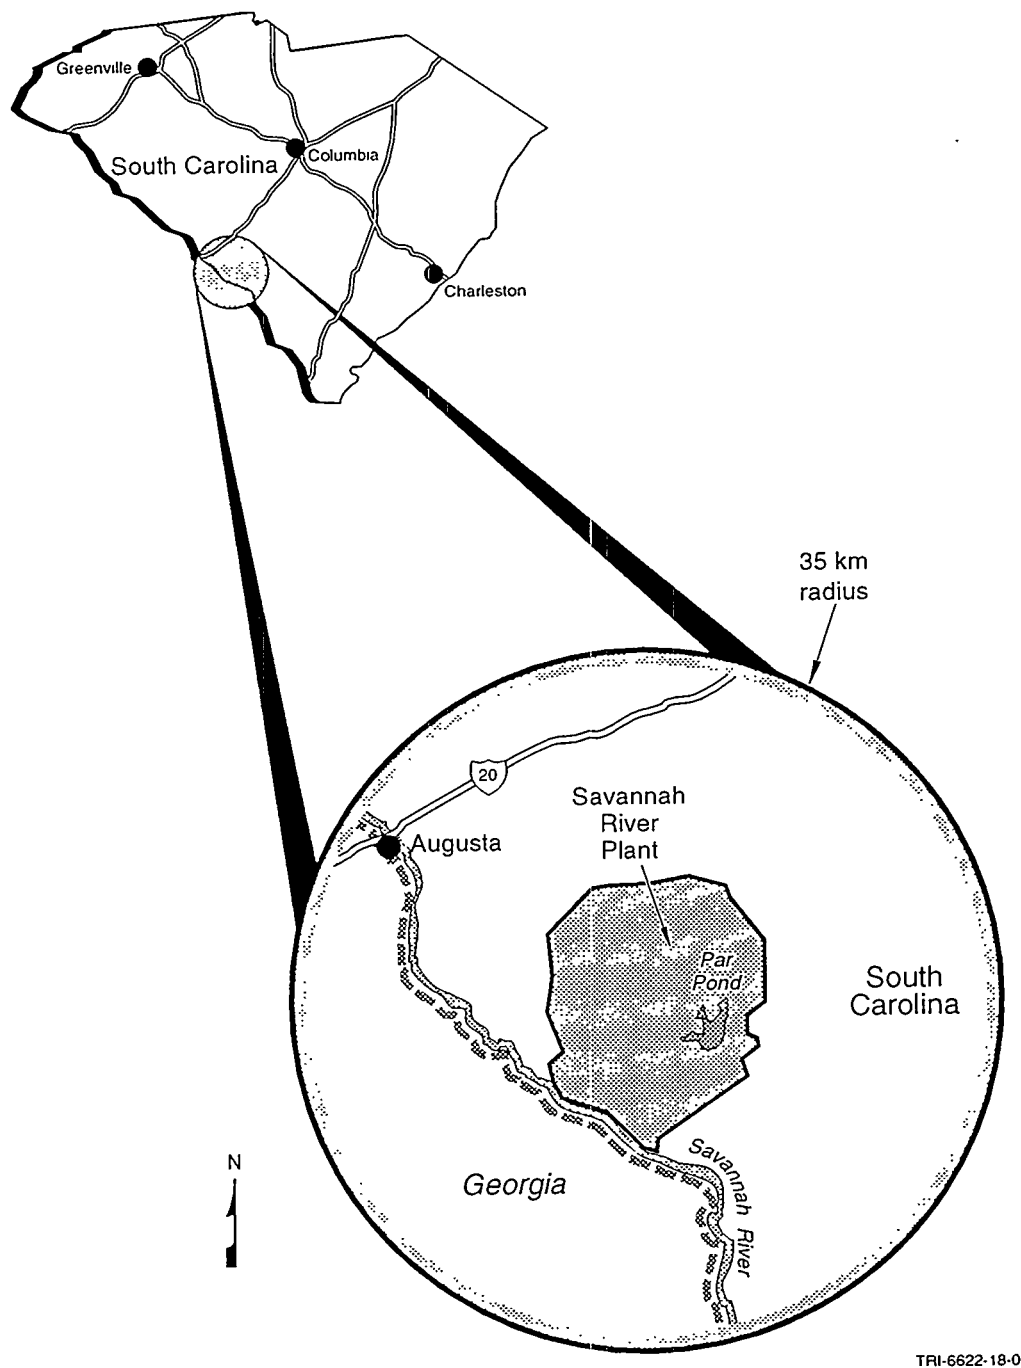 Greenville
South Carolina
Columbia
Charleston
35 km
radius
20
Savannah
River
Plant
Augusta
Par
Pond
South
Carolina
Savannah River
Georgia
N
TRI-6622-18-0